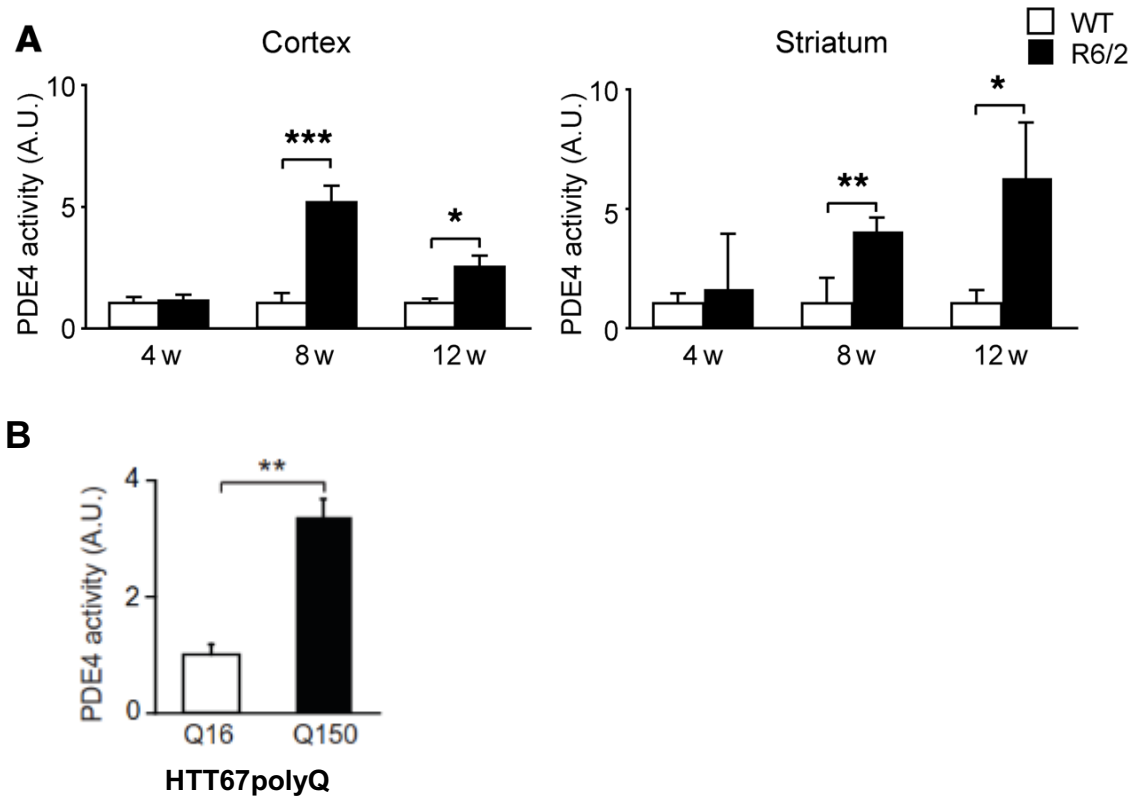 A
Cortex
Striatum
WT
R6/2
PDE4 activity (A.U.)
10
5
0
***
*
4 w
8 w
12 w
PDE4 activity (A.U.)
10
5
0
**
*
4 w
8 w
12 w
B
PDE4 activity (A.U.)
4
2
0
**
Q16
Q150
HTT67polyQ